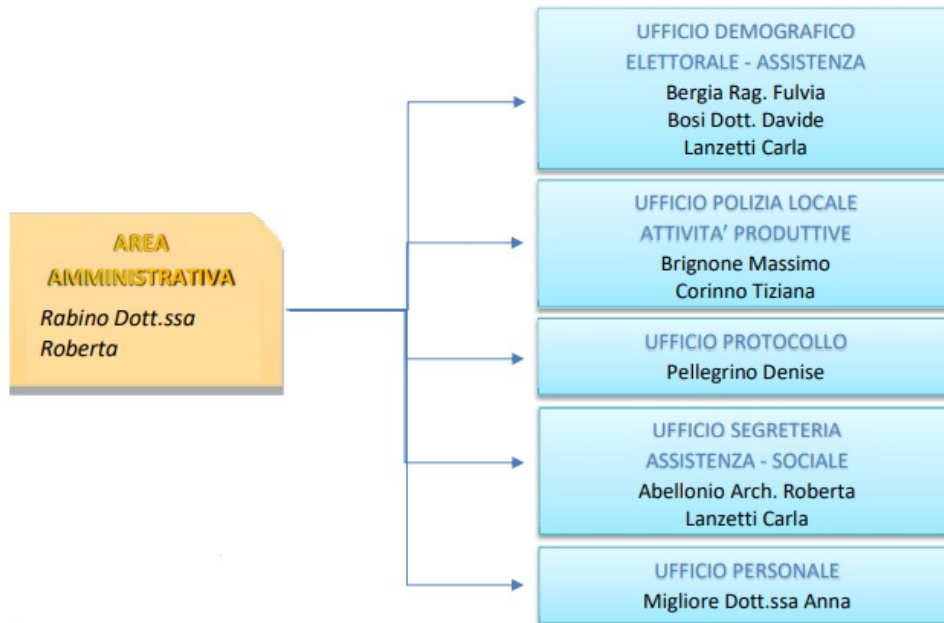 AREA
AMMINISTRATIVA
Rabino Dott.ssa
Roberta
UFFICIO DEMOGRAFICO
ELETTORALE - ASSISTENZA
Bergia Rag. Fulvia
Bosi Dott. Davide
Lanzetti Carla
UFFICIO POLIZIA LOCALE
ATTIVITA’ PRODUTTIVE
Brignone Massimo
Corinno Tiziana
UFFICIO PROTOCOLLO
Pellegrino Denise
UFFICIO SEGRETERIA
ASSISTENZA - SOCIALE
Abellonio Arch. Roberta
Lanzetti Carla
UFFICIO PERSONALE
Migliore Dott.ssa Anna